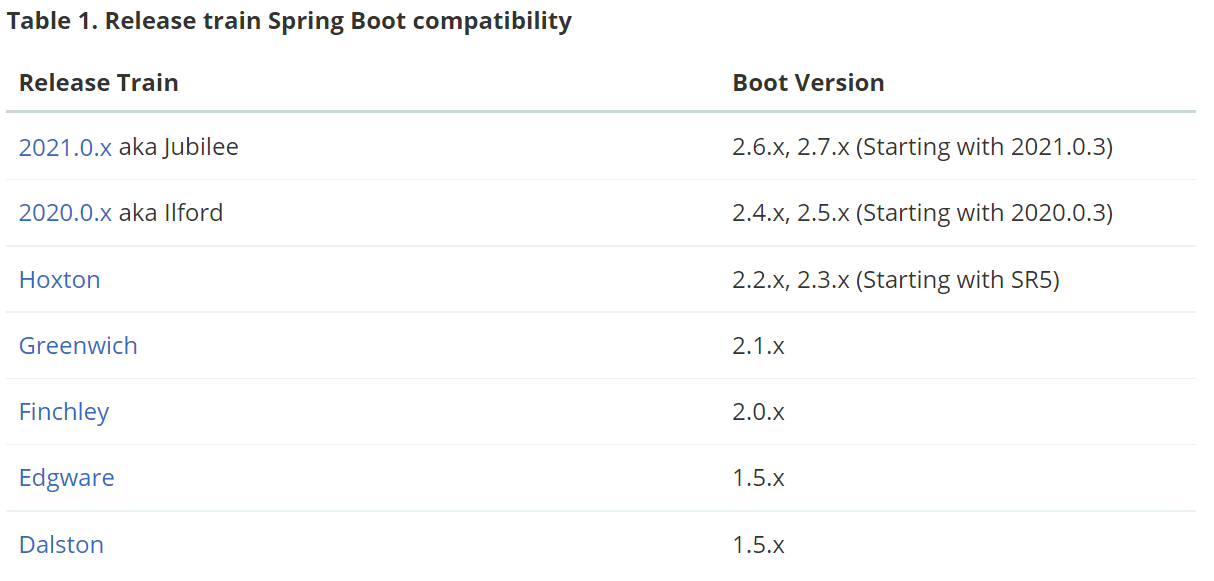 Table 1. Release train Spring Boot compatibility
Release Train Boot Version
2021.0.x aka Jubilee 2.6.x, 2.7.x (Starting with 2021.0.3)
2020.0.x aka Ilford 2.4.x, 2.5.x (Starting with 2020.0.3)
Hoxton 2.2.x, 2.3.x (Starting with SR5)
Greenwich 2.1.x
Finchley 2.0.x
Edgware 1.5.x
Dalston 1.5.x